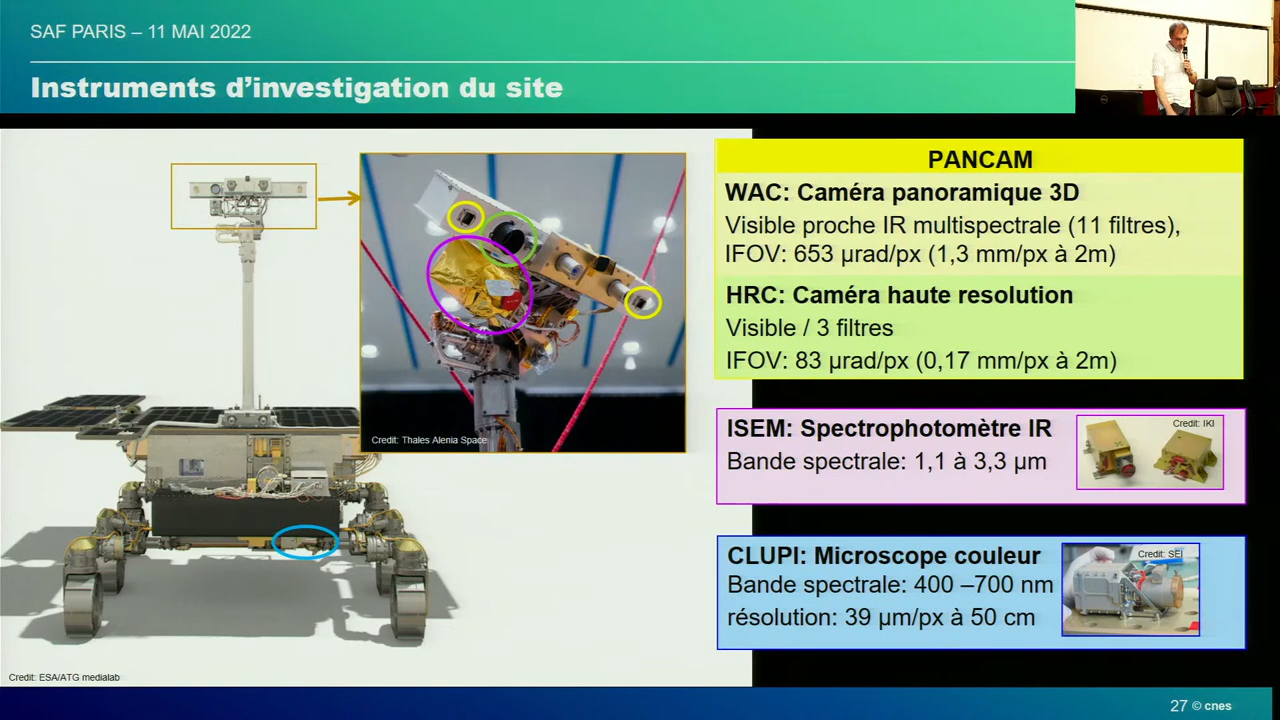 SAF PARIS – 11 MAI 2022
Instruments d'investigation du site
PANCAM
WAC: Caméra panoramique 3D
Visible proche IR multispectrale (11 filtres),
IFOV: 653 µrad/px (1,3 mm/px à 2m)
HRC: Caméra haute resolution
Visible / 3 filtres
IFOV: 83 µrad/px (0,17 mm/px à 2m)
Credit: Thales Alenia Space
ISEM: Spectrophotomètre IR
Bande spectrale: 1,1 à 3,3 µm
Credit: IKI
CLUPI: Microscope couleur
Bande spectrale: 400 –700 nm
résolution: 39 µm/px à 50 cm
Credit: SEI
Credit: ESA/ATG medialab
27 © cnes